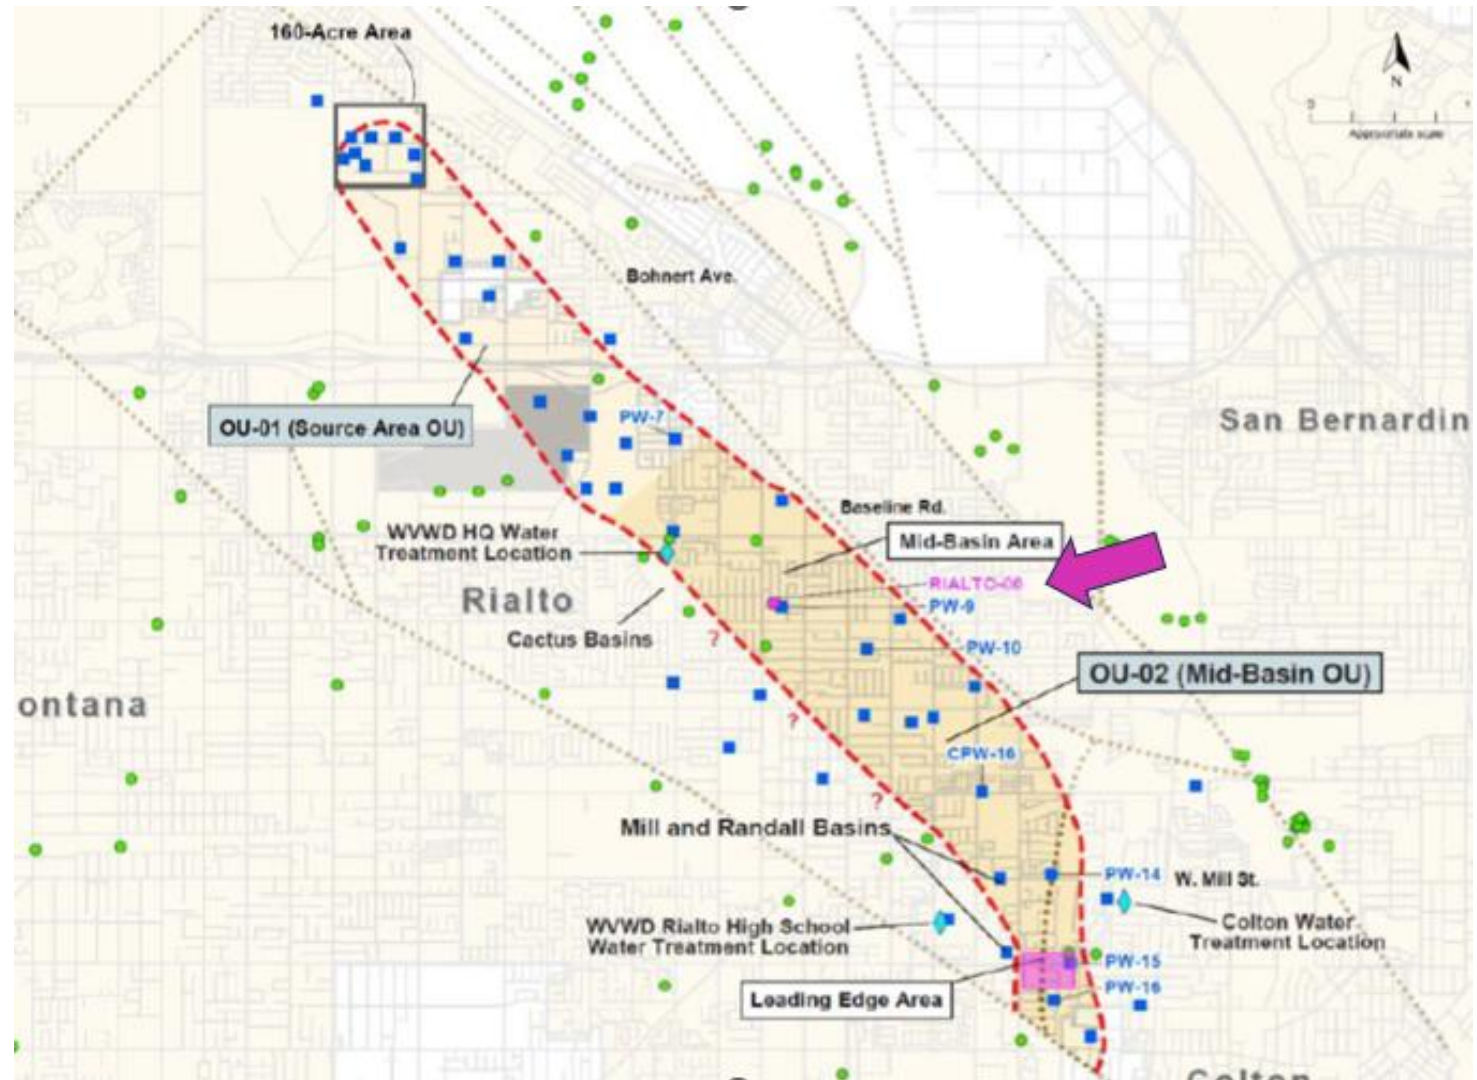 160-Acre Area
N
Approximate scale
Bohnert Ave.
OU-01 (Source Area OU)
PW-7
San Bernardin
Baseline Rd.
WVWD HQ Water
Treatment Location
Mid-Basin Area
Rialto
RIALTO-06
PW-9
Cactus Basins
?
PW-10
OU-02 (Mid-Basin OU)
ontana
?
CPW-16
?
Mill and Randall Basins
PW-14
W. Mill St.
WVWD Rialto High School
Water Treatment Location
Colton Water
Treatment Location
PW-15
PW-16
Leading Edge Area
Colton